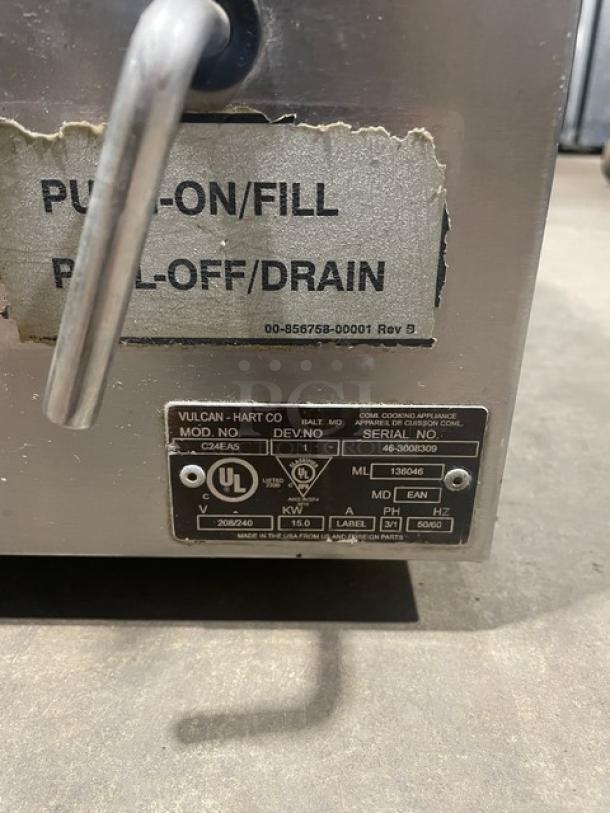 PU -ON/FILL
P L-OFF/DRAIN
00-856758-00001 Rev B
VULCAN - HART CO BALT. MD. COML COOKING APPLIANCE
APPAREIL DE CUISSON COML.
MOD. NO. DEV.NO SERIAL NO.
C24EA5 1 46-3008309
C UL LISTED
ML 136046
MD EAN
V - KW A PH HZ
208/240 15.0 LABEL 3/1 50/60
MADE IN THE USA FROM US AND FOREIGN PARTS